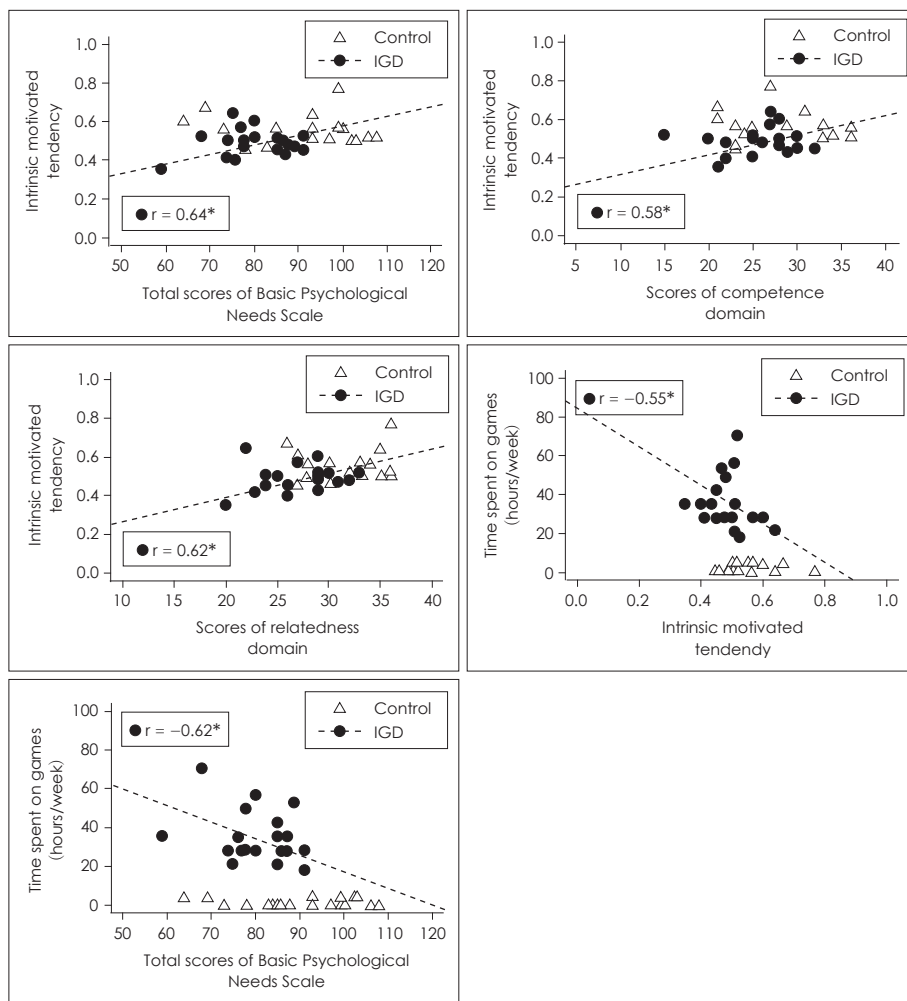 Control
IGD
1.0
0.8
0.6
0.4
0.2
0.0
Intrinsic motivated
tendency
r = 0.64*
50 60 70 80 90 100 110 120
Total scores of Basic Psychological
Needs Scale
Control
IGD
1.0
0.8
0.6
0.4
0.2
0.0
Intrinsic motivated
tendency
r = 0.58*
5 10 15 20 25 30 35 40
Scores of competence
domain
Control
IGD
1.0
0.8
0.6
0.4
0.2
0.0
Intrinsic motivated
tendency
r = 0.62*
10 15 20 25 30 35 40
Scores of relatedness
domain
Control
IGD
100
80
60
40
20
0
Time spent on games
(hours/week)
r = −0.55*
0.0 0.2 0.4 0.6 0.8 1.0
Intrinsic motivated
tendendy
Control
IGD
100
80
60
40
20
0
Time spent on games
(hours/week)
r = −0.62*
50 60 70 80 90 100 110 120
Total scores of Basic Psychological
Needs Scale